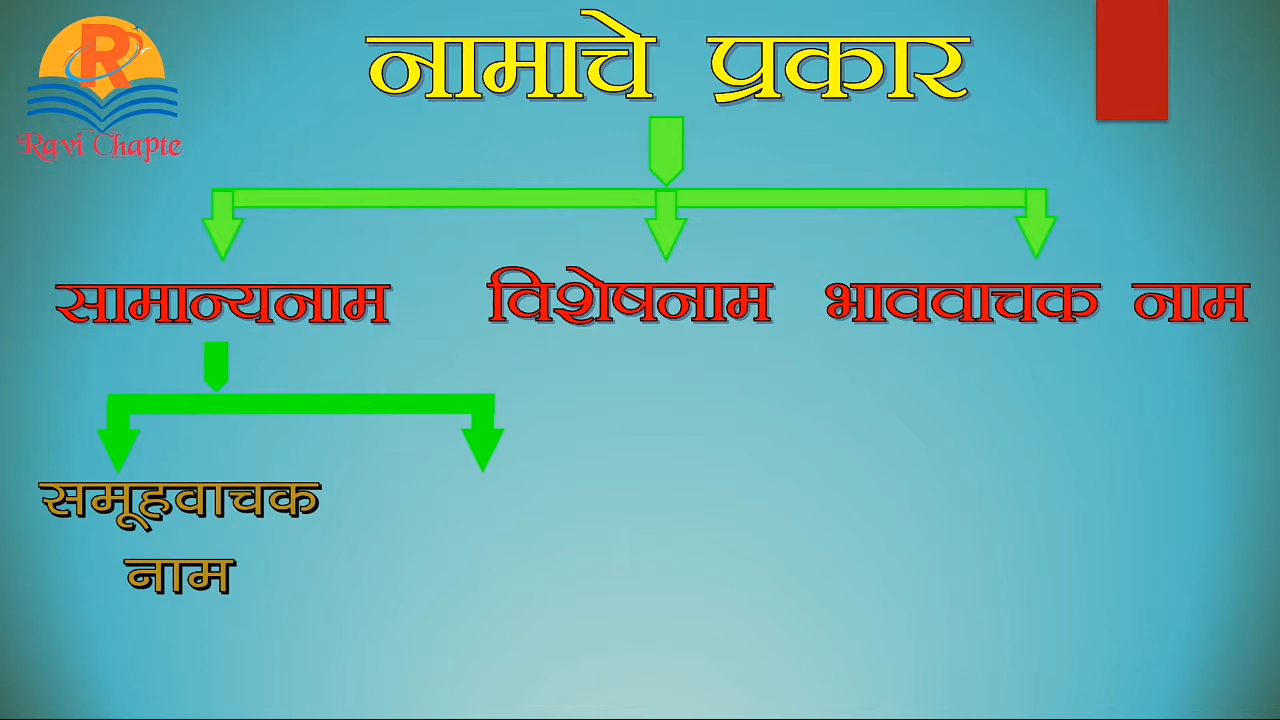 R
Ravi Chapte
नामाचे प्रकार
सामान्यनाम विशेषनाम भाववाचक नाम
समूहवाचक
नाम